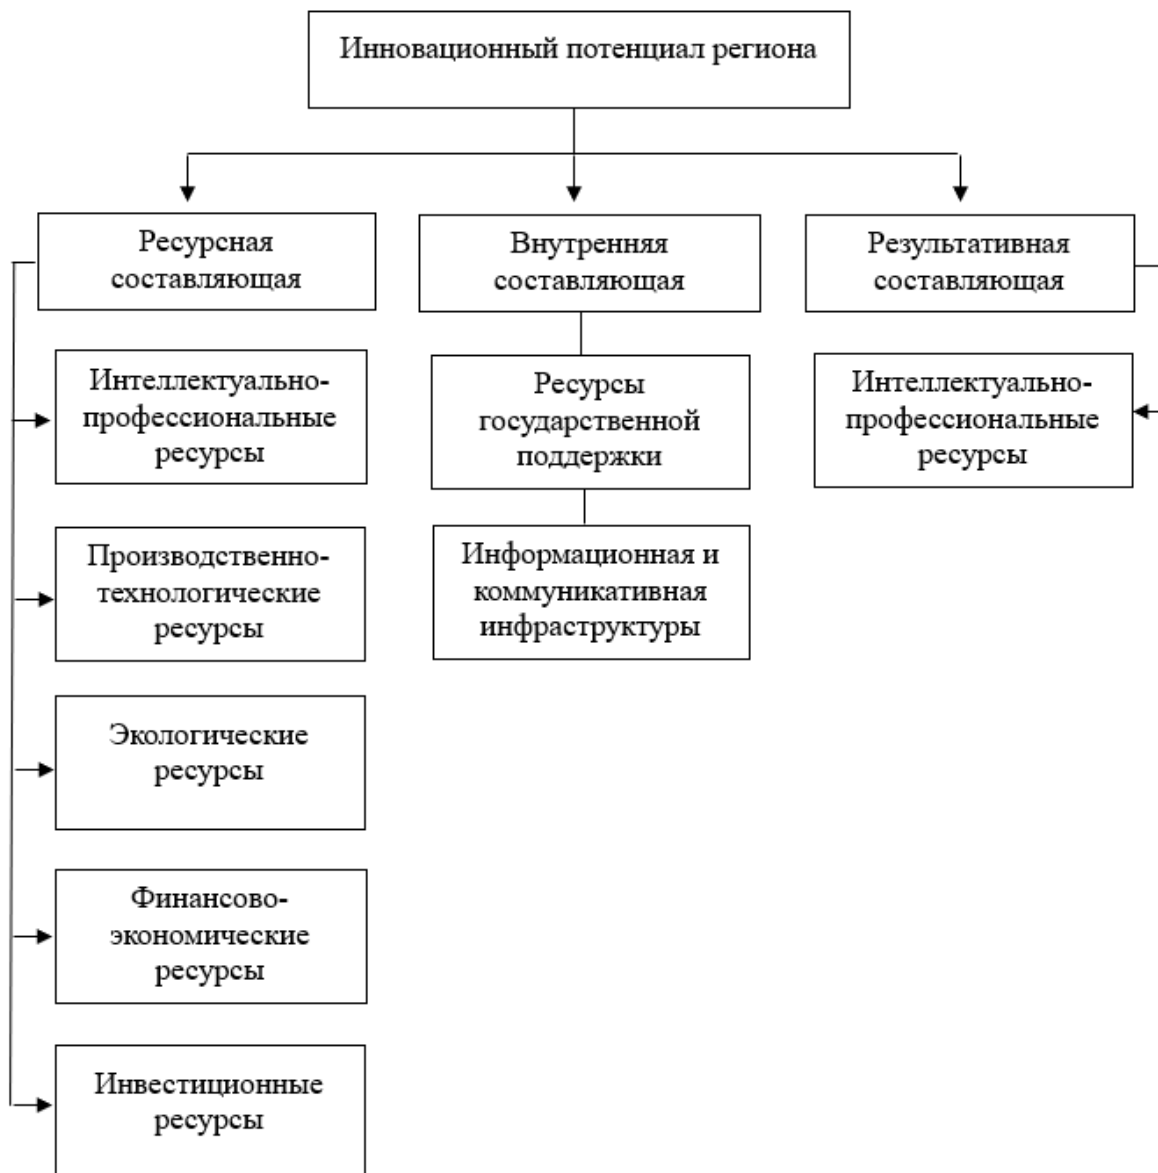 Инновационный потенциал региона
Ресурсная
составляющая
Внутренняя
составляющая
Результативная
составляющая
Интеллектуально-
профессиональные
ресурсы
Ресурсы
государственной
поддержки
Интеллектуально-
профессиональные
ресурсы
Производственно-
технологические
ресурсы
Информационная и
коммуникативная
инфраструктуры
Экологические
ресурсы
Финансово-
экономические
ресурсы
Инвестиционные
ресурсы